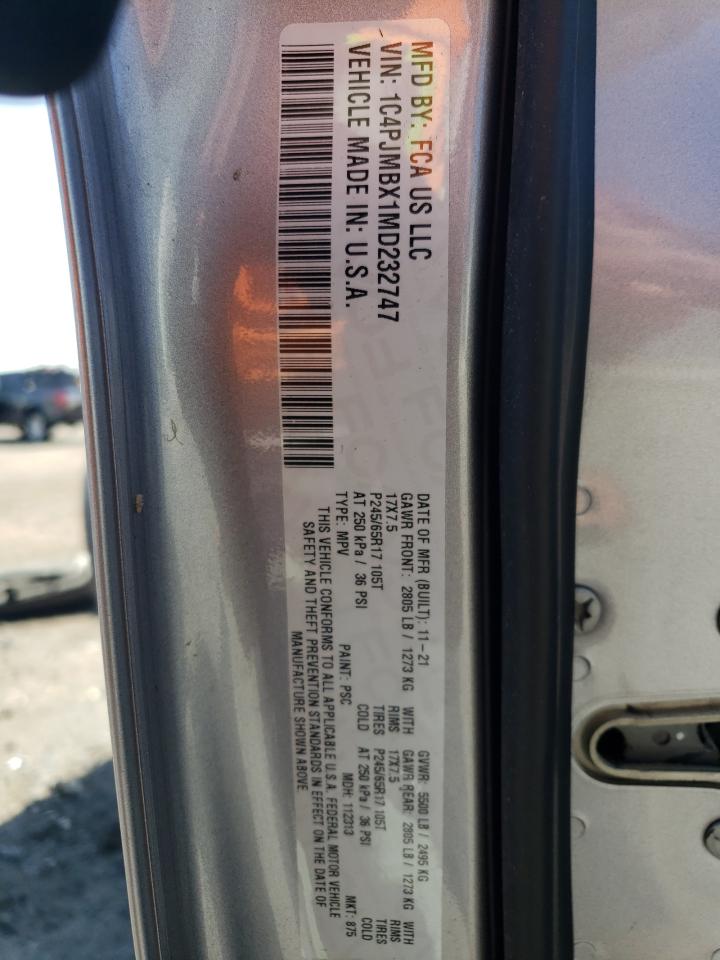 MFD BY: FCA US LLC
VIN: 1C4PJMBX1MD232747
VEHICLE MADE IN: U.S.A.
DATE OF MFR (BUILT): 11-21 GVWR: 5500 LB / 2495 KG
GAWR FRONT: 2805 LB / 1273 KG WITH GAWR REAR: 2805 LB / 1273 KG WITH
17X7.5 RIMS 17X7.5 RIMS
P245/65R17 105T TIRES P245/65R17 105T TIRES
AT 250 kPa / 36 PSI COLD AT 250 kPa / 36 PSI COLD
TYPE: MPV PAINT: PSC MDH: 112313 MKT: 875
THIS VEHICLE CONFORMS TO ALL APPLICABLE U.S.A. FEDERAL MOTOR VEHICLE
SAFETY AND THEFT PREVENTION STANDARDS IN EFFECT ON THE DATE OF
MANUFACTURE SHOWN ABOVE